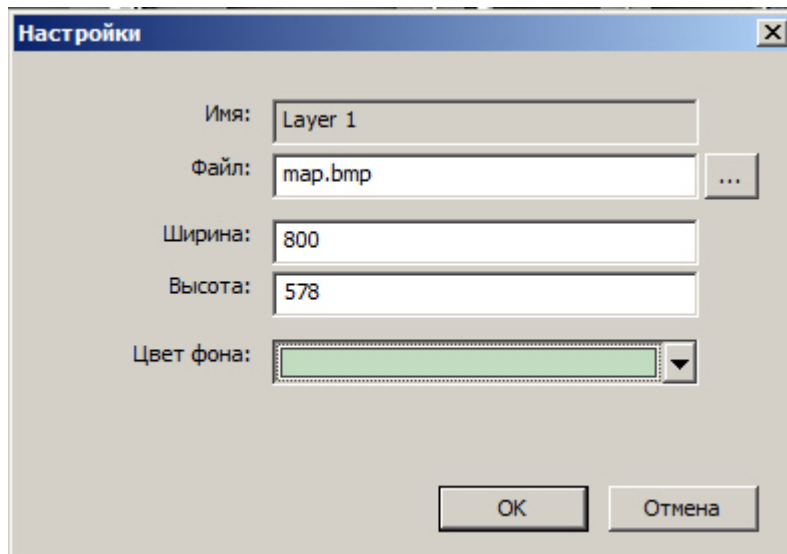 Настройки
Имя: Layer 1
Файл: map.bmp ...
Ширина: 800
Высота: 578
Цвет фона:
OK Отмена